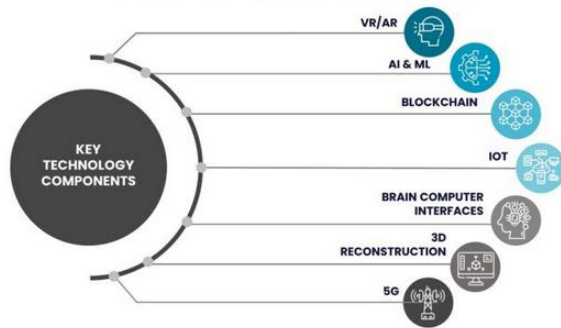 VR/AR
AI & ML
BLOCKCHAIN
KEY
TECHNOLOGY
COMPONENTS
IOT
BRAIN COMPUTER
INTERFACES
3D
RECONSTRUCTION
5G